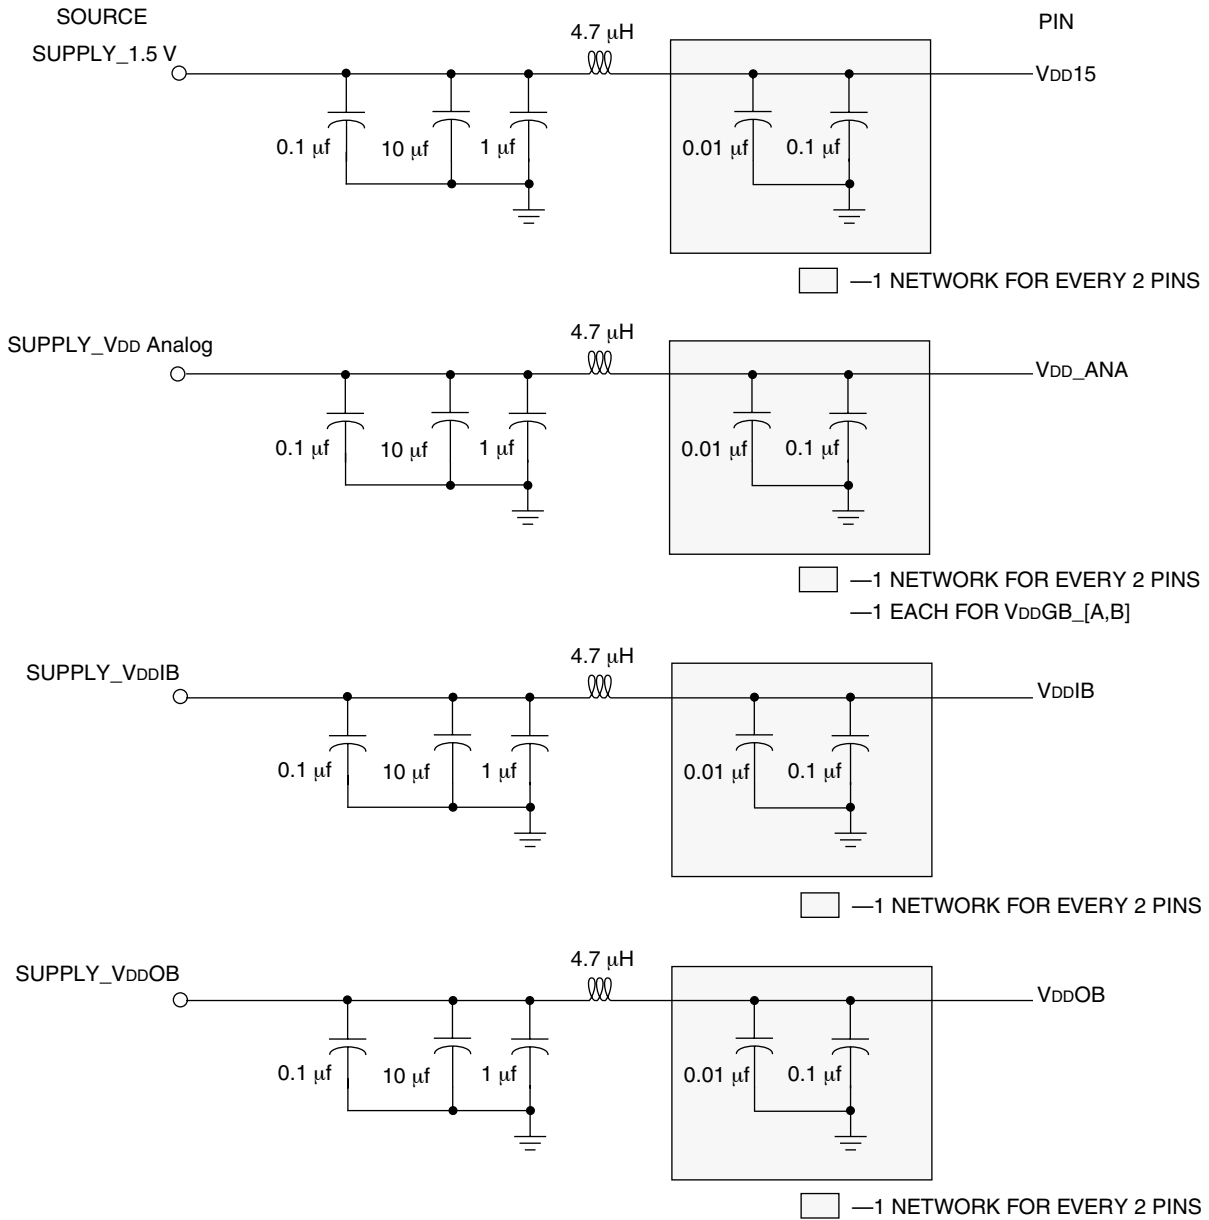 SOURCE
PIN
SUPPLY_1.5 V
4.7 μH
VDD15
0.1 μf
10 μf
1 μf
0.01 μf
0.1 μf
—1 NETWORK FOR EVERY 2 PINS
SUPPLY_VDD Analog
4.7 μH
VDD_ANA
0.1 μf
10 μf
1 μf
0.01 μf
0.1 μf
—1 NETWORK FOR EVERY 2 PINS
—1 EACH FOR VDDGB_[A,B]
SUPPLY_VDDIB
4.7 μH
VDDIB
0.1 μf
10 μf
1 μf
0.01 μf
0.1 μf
—1 NETWORK FOR EVERY 2 PINS
SUPPLY_VDDOB
4.7 μH
VDDOB
0.1 μf
10 μf
1 μf
0.01 μf
0.1 μf
—1 NETWORK FOR EVERY 2 PINS